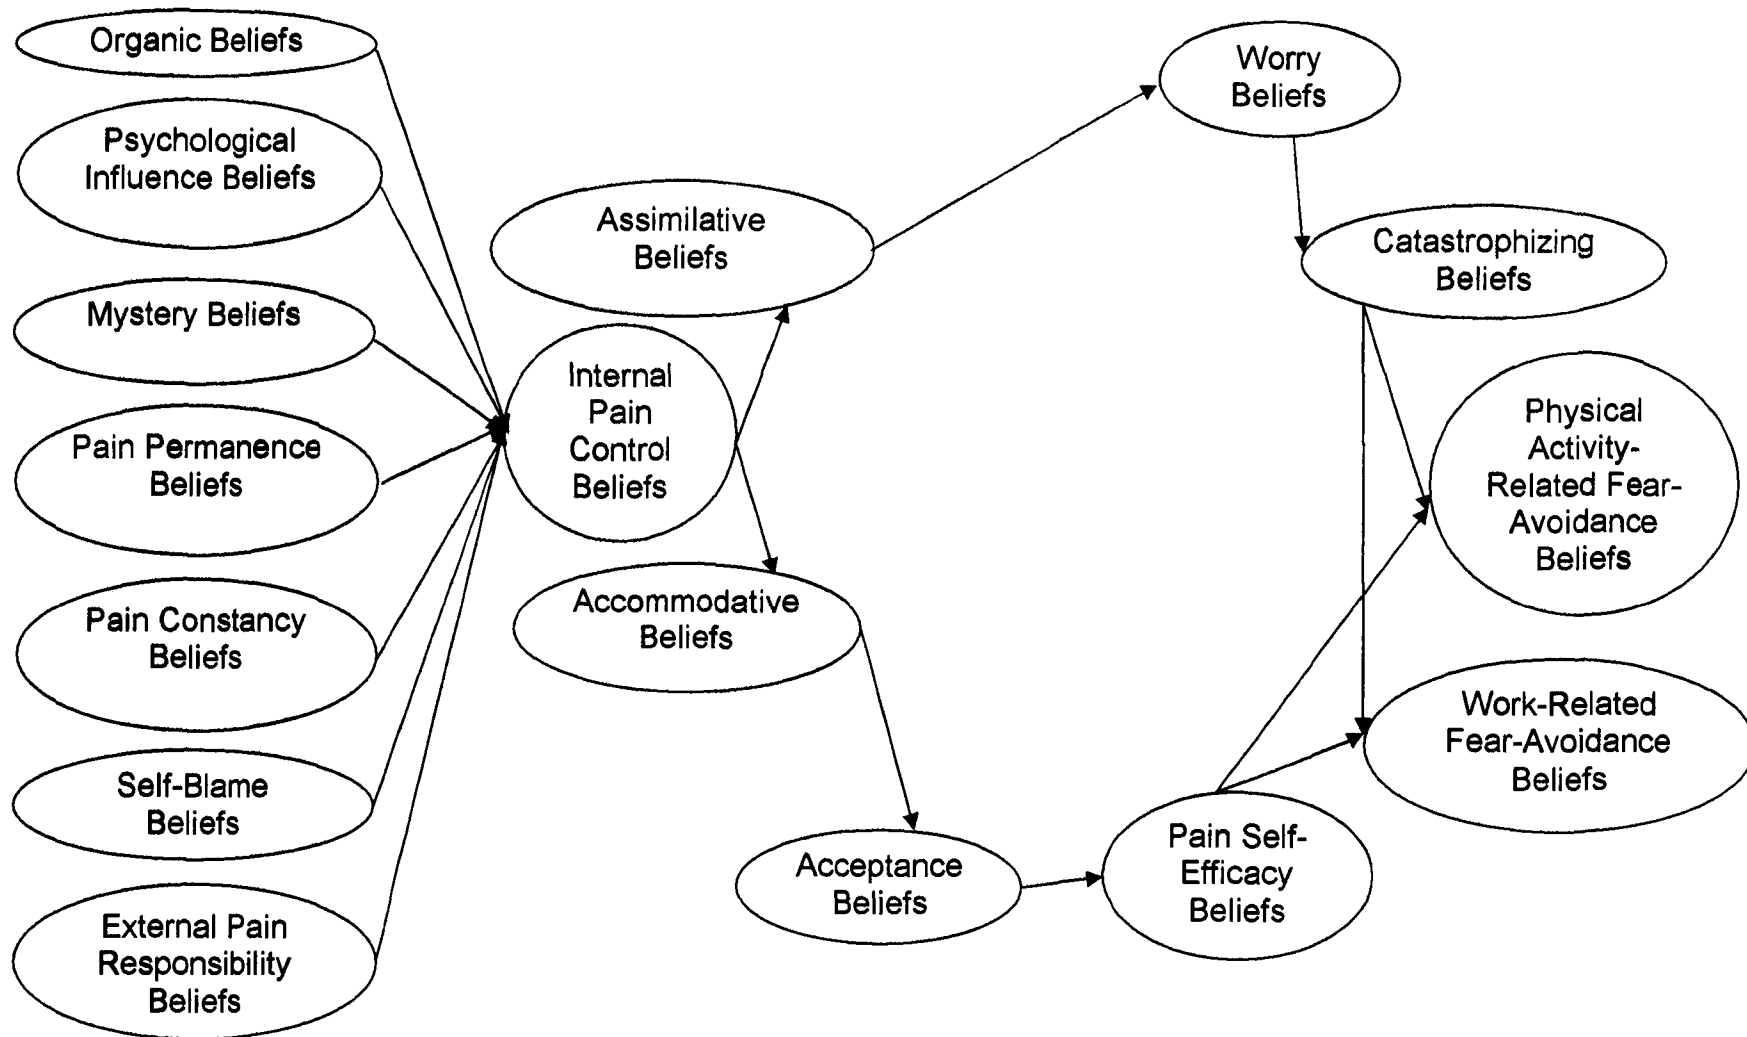 Organic Beliefs
Psychological
Influence Beliefs
Mystery Beliefs
Pain Permanence
Beliefs
Pain Constancy
Beliefs
Self-Blame
Beliefs
External Pain
Responsibility
Beliefs
Internal
Pain
Control
Beliefs
Assimilative
Beliefs
Accommodative
Beliefs
Worry
Beliefs
Catastrophizing
Beliefs
Physical
Activity-
Related Fear-
Avoidance
Beliefs
Work-Related
Fear-Avoidance
Beliefs
Acceptance
Beliefs
Pain Self-
Efficacy
Beliefs